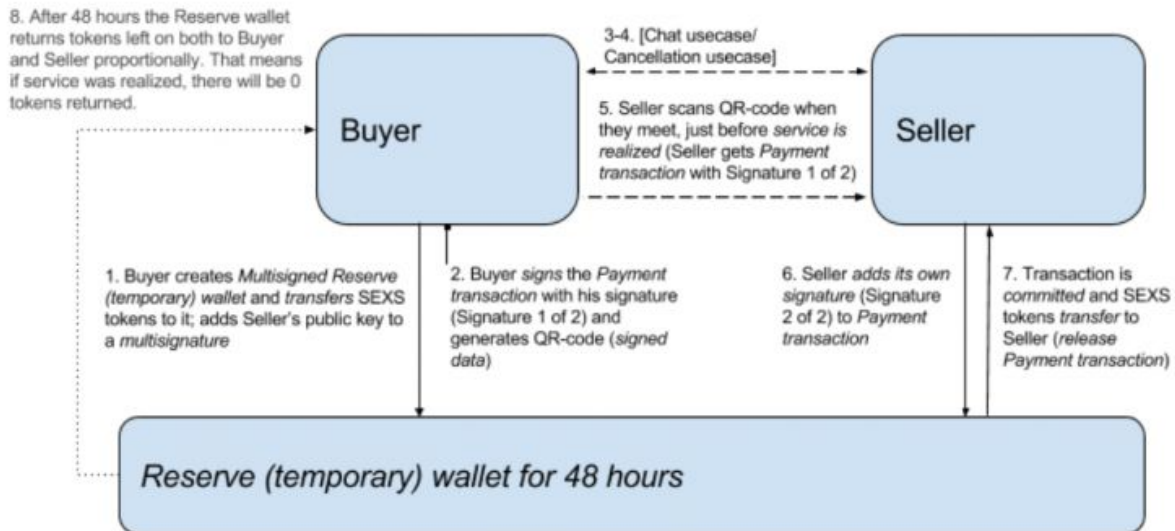 8. After 48 hours the Reserve wallet
returns tokens left on both to Buyer
and Seller proportionally. That means
if service was realized, there will be 0
tokens returned.
3-4. [Chat usecase/
Cancellation usecase]
Buyer
5. Seller scans QR-code when
they meet, just before service is
realized (Seller gets Payment
transaction with Signature 1 of 2)
Seller
1. Buyer creates Multisigned Reserve
(temporary) wallet and transfers SEXS
tokens to it; adds Seller's public key to
a multisignature
2. Buyer signs the Payment
transaction with his signature
(Signature 1 of 2) and
generates QR-code (signed
data)
6. Seller adds its own
signature (Signature
2 of 2) to Payment
transaction
7. Transaction is
committed and SEXS
tokens transfer to
Seller (release
Payment transaction)
Reserve (temporary) wallet for 48 hours